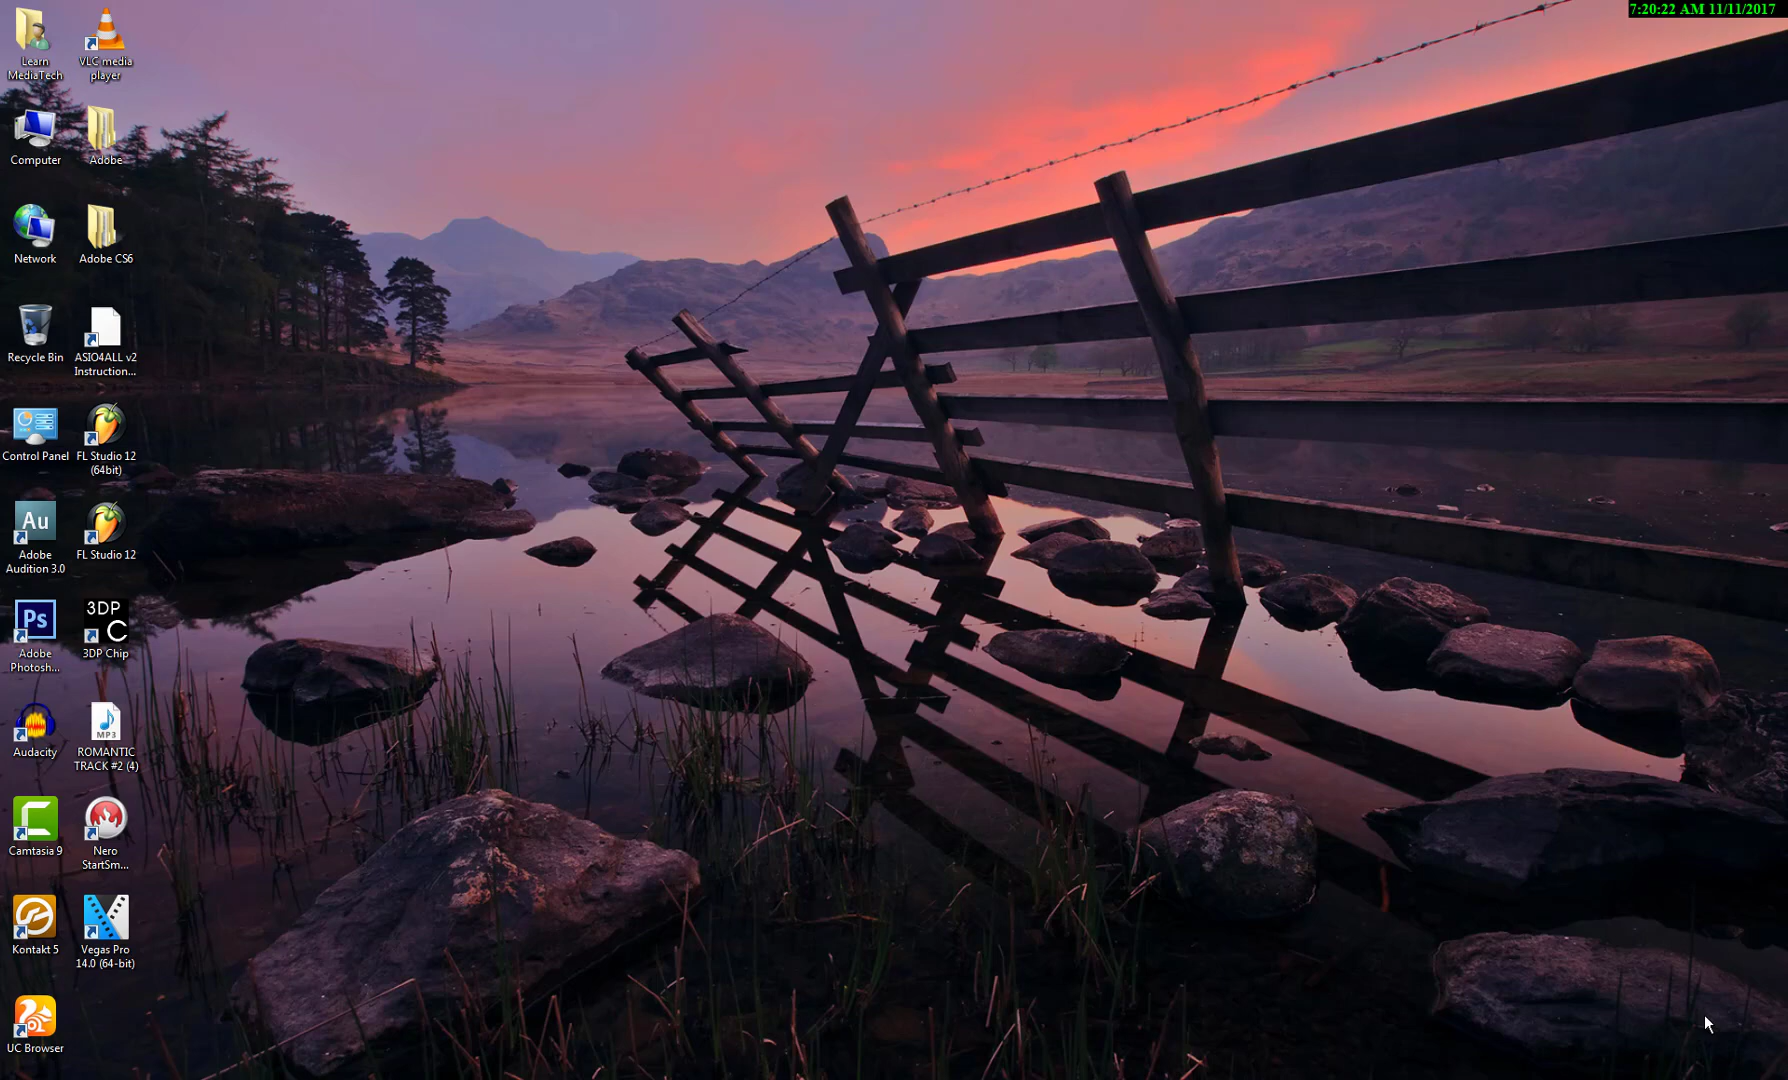 7:20:22 AM 11/11/2017
Learn
MediaTech
VLC media
player
Computer
Adobe
Network
Adobe CS6
Recycle Bin
ASIO4ALL v2
Instruction...
Control Panel
FL Studio 12
(64bit)
Au
Adobe
Audition 3.0
FL Studio 12
Ps
Adobe
Photosh...
3DP
C
3DP Chip
Audacity
MP3
ROMANTIC
TRACK #2 (4)
Camtasia 9
Nero
StartSm...
Kontakt 5
Vegas Pro
14.0 (64-bit)
UC Browser